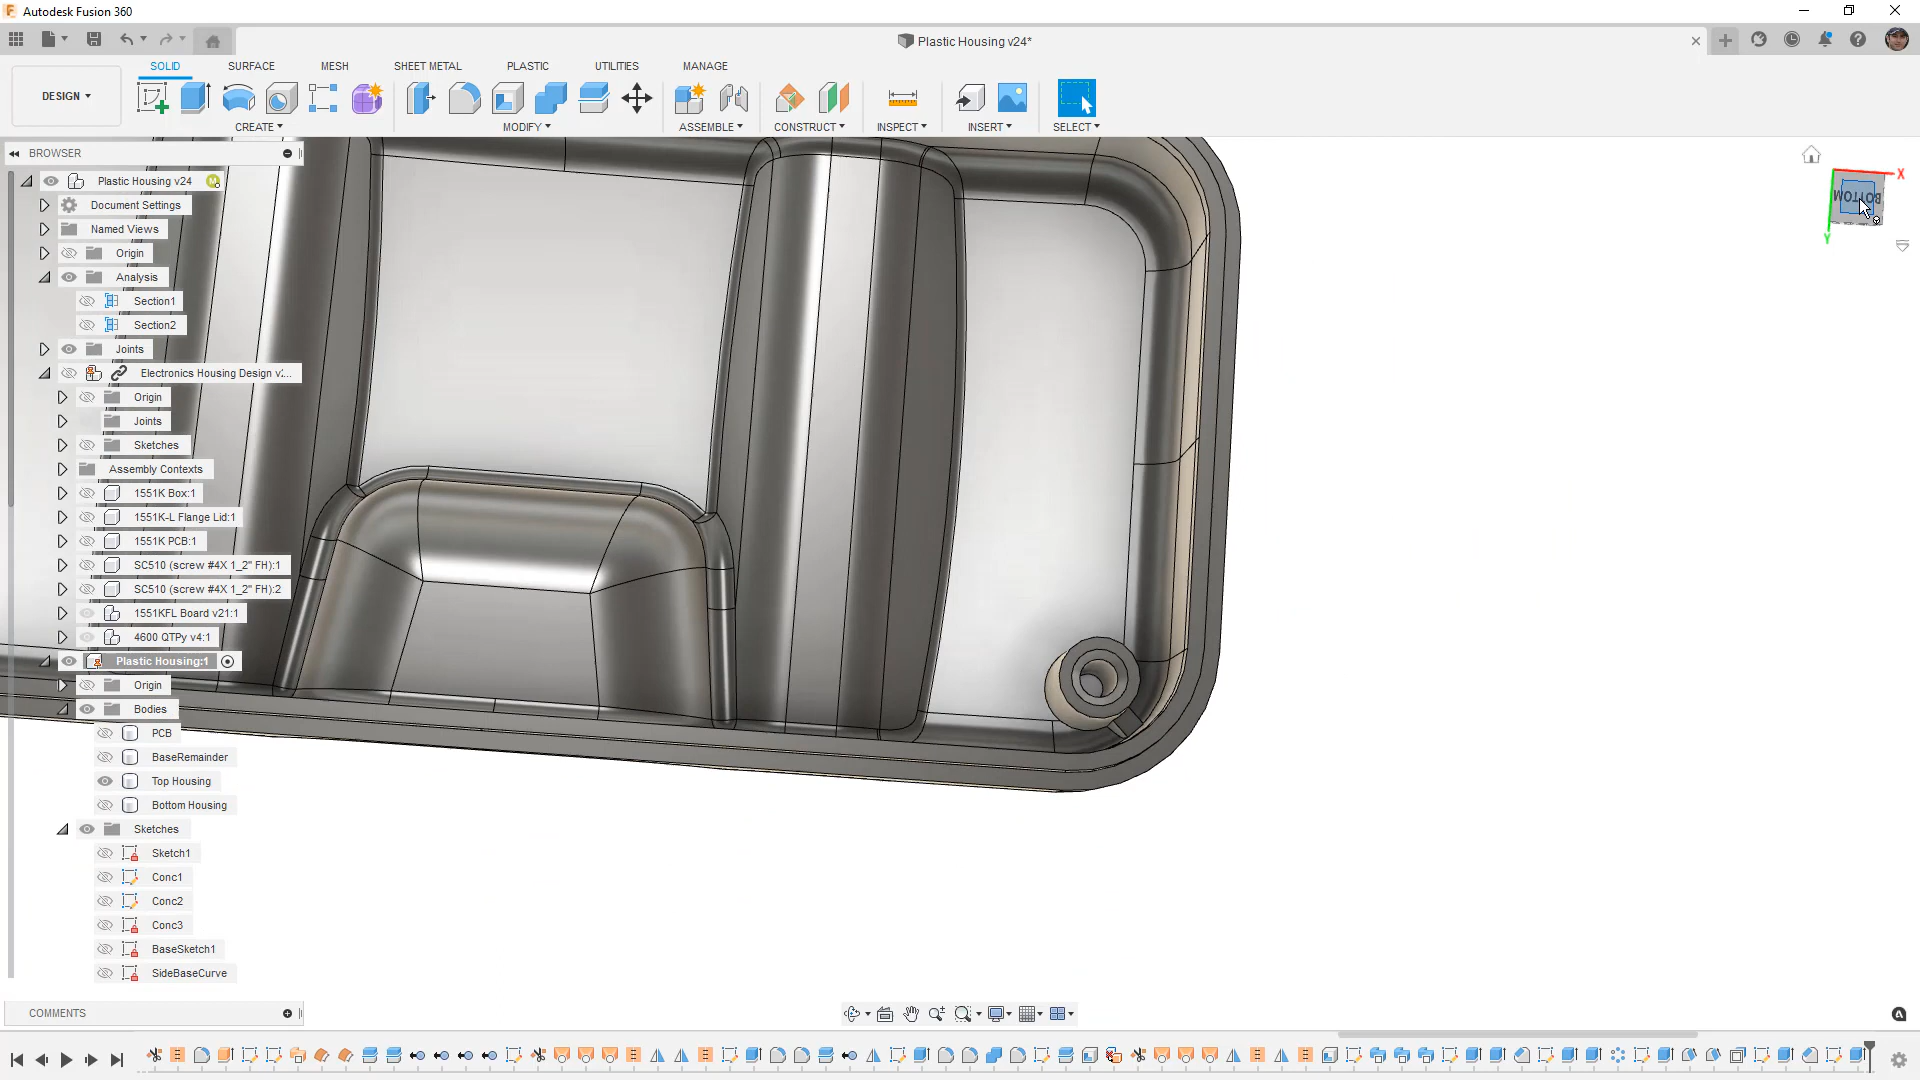 Autodesk Fusion 360
Plastic Housing v24*
DESIGN
SOLID
SURFACE
MESH
SHEET METAL
PLASTIC
UTILITIES
MANAGE
CREATE
MODIFY
ASSEMBLE
CONSTRUCT
INSPECT
INSERT
SELECT
BROWSER
Plastic Housing v24
Document Settings
Named Views
Origin
Analysis
Section1
Section2
Joints
Electronics Housing Design v2...
Origin
Joints
Sketches
Assembly Contexts
1551K Box:1
1551K-L Flange Lid:1
1551K PCB:1
SC510 (screw #4X 1_2" FH):1
SC510 (screw #4X 1_2" FH):2
1551KFL Board v21:1
4600 QTPy v4:1
Plastic Housing:1
Origin
Bodies
PCB
BaseRemainder
Top Housing
Bottom Housing
Sketches
Sketch1
Conc1
Conc2
Conc3
BaseSketch1
SideBaseCurve
COMMENTS
X
BOTTOM
Y